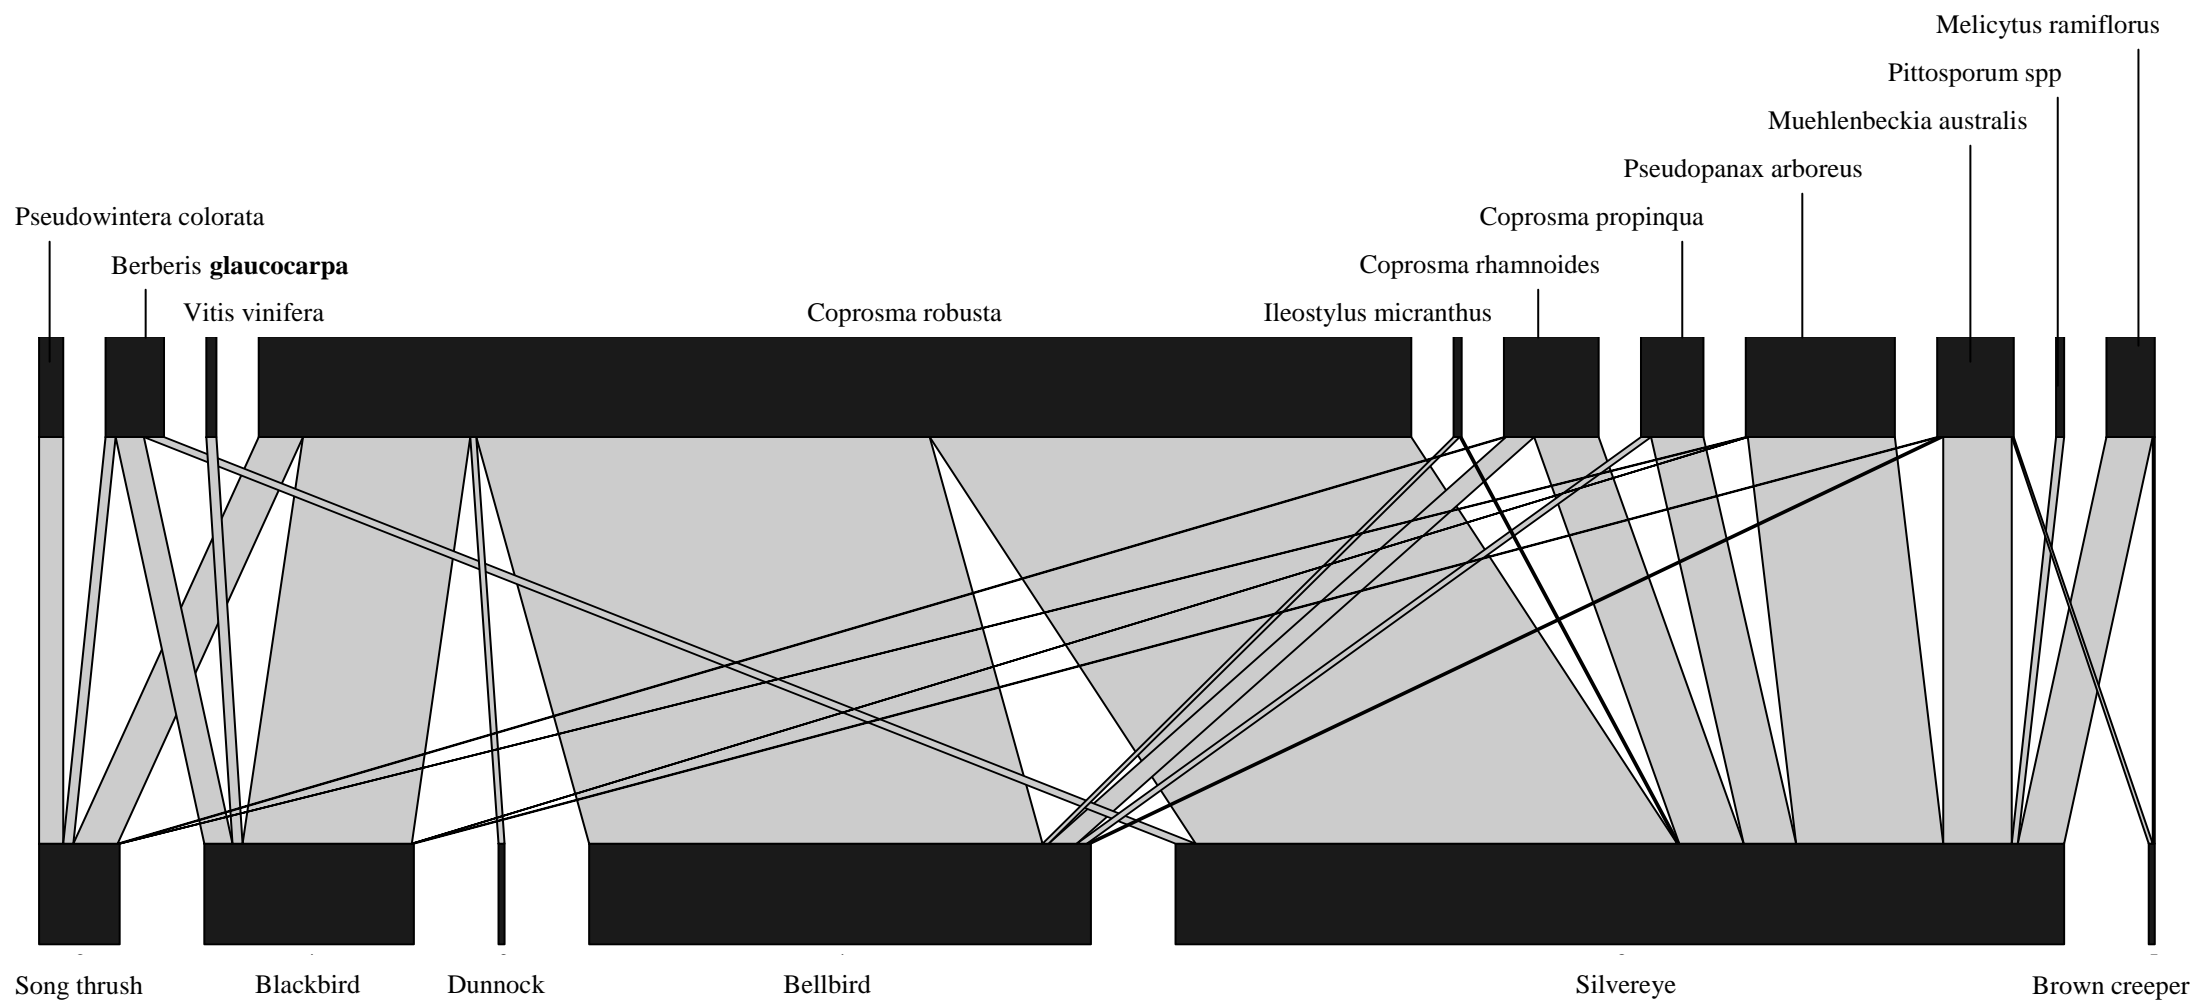 Melicytus ramiflorus
Pittosporum spp
Muehlenbeckia australis
Pseudopanax arboreus
Pseudowintera colorata
Coprosma propinqua
Berberis glaucocarpa
Coprosma rhamnoides
Vitis vinifera
Coprosma robusta
Ileostylus micranthus
Song thrush
Blackbird
Dunnock
Bellbird
Silvereye
Brown creeper